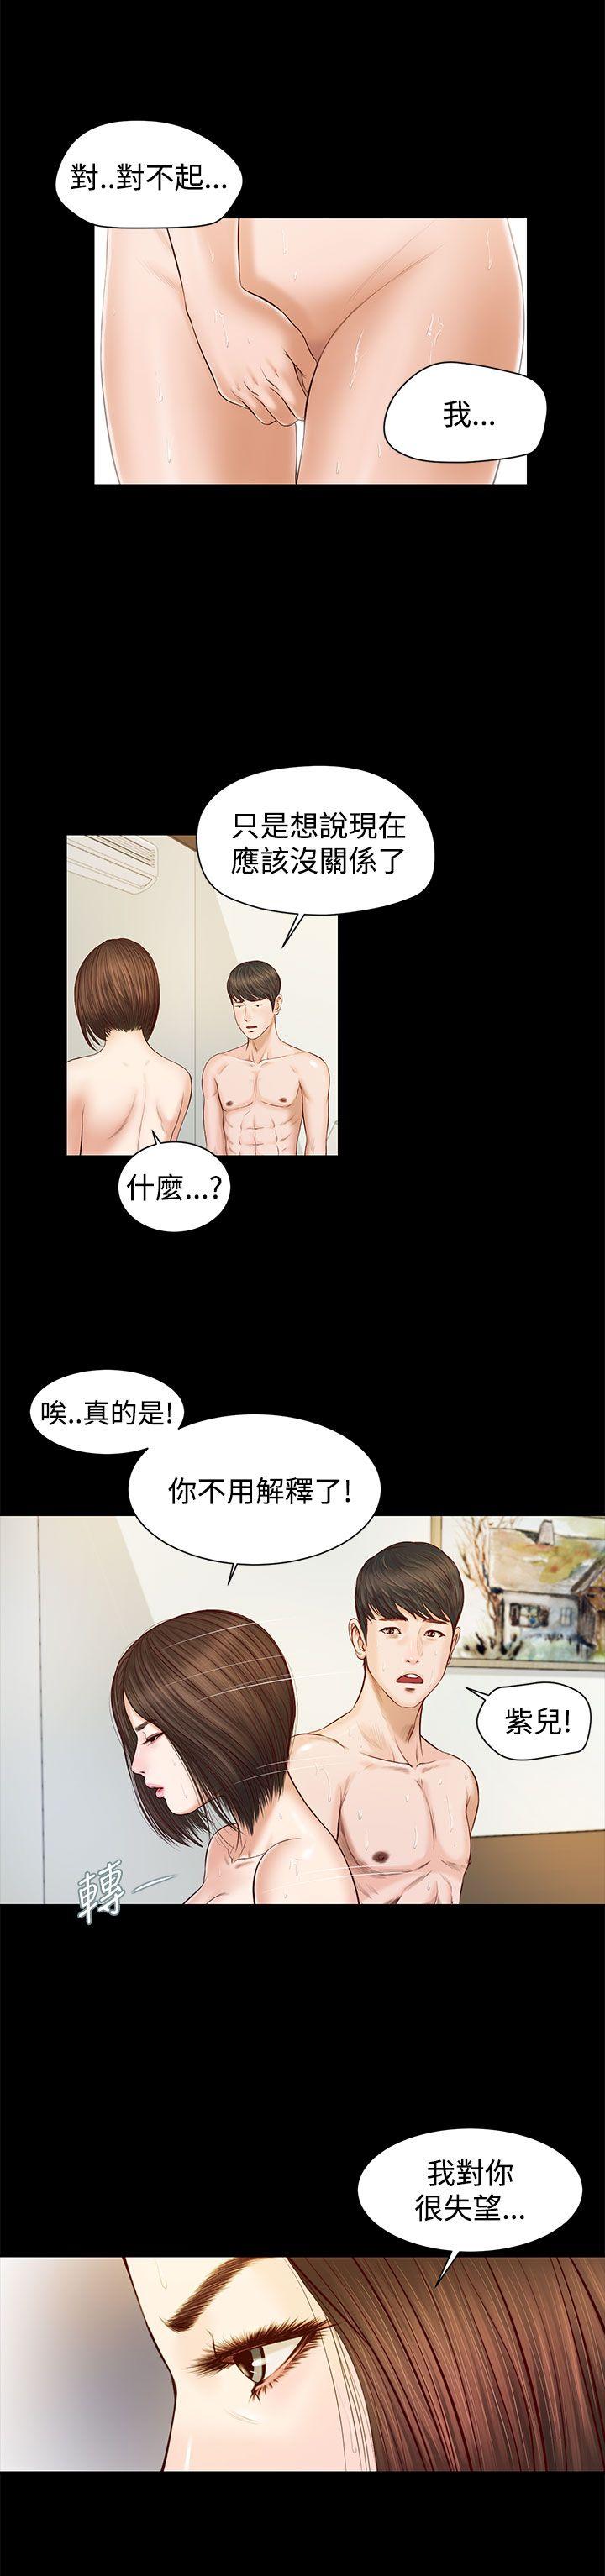 對..對不起...
我...
只是想說現在
應該沒關係了
什麼...?
唉..真的是!
你不用解釋了!
紫兒!
轉
我對你
很失望...